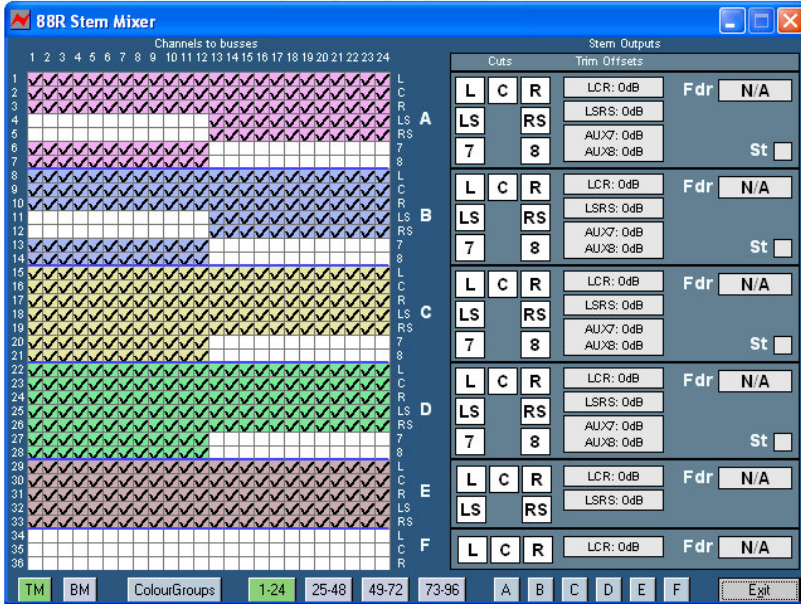 88R Stem Mixer
Channels to busses
1 2 3 4 5 6 7 8 9 10 11 12 13 14 15 16 17 18 19 20 21 22 23 24
1 L
2 C
3 R
4 LS A
5 RS
6 7
7 8
8 L
9 C
10 R
11 LS B
12 RS
13 7
14 8
15 L
16 C
17 R
18 LS C
19 RS
20 7
21 8
22 L
23 C
24 R
25 LS D
26 RS
27 7
28 8
29 L
30 C
31 R E
32 LS
33 RS
34 L
35 C F
36 R
Stem Outputs
Cuts Trim Offsets
L C R LCR: 0dB Fdr N/A
LS RS LSRS: 0dB
7 8 AUX7: 0dB
AUX8: 0dB St
L C R LCR: 0dB Fdr N/A
LS RS LSRS: 0dB
7 8 AUX7: 0dB
AUX8: 0dB St
L C R LCR: 0dB Fdr N/A
LS RS LSRS: 0dB
7 8 AUX7: 0dB
AUX8: 0dB St
L C R LCR: 0dB Fdr N/A
LS RS LSRS: 0dB
7 8 AUX7: 0dB
AUX8: 0dB St
L C R LCR: 0dB Fdr N/A
LS RS LSRS: 0dB
L C R LCR: 0dB Fdr N/A
TM BM ColourGroups 1-24 25-48 49-72 73-96 A B C D E F Exit